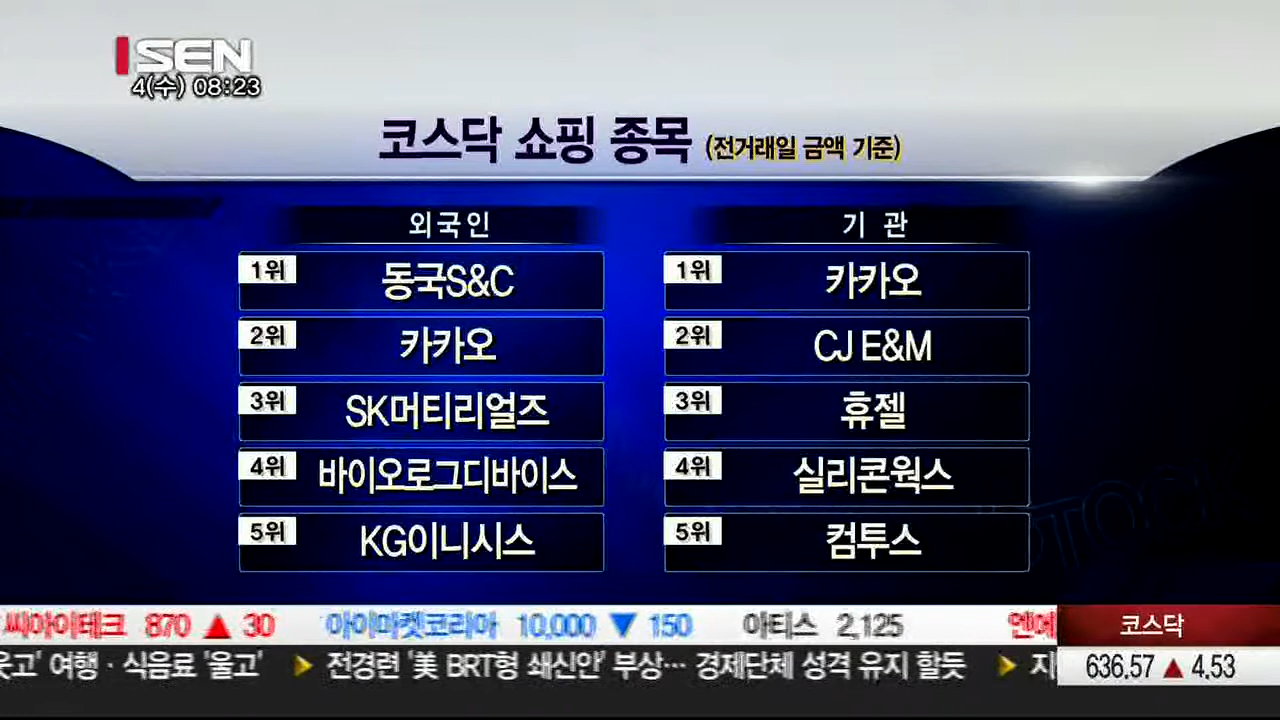 SEN
4(수) 08:23
코스닥 쇼핑 종목 (전거래일 금액 기준)
외국인
1위 동국S&C
2위 카카오
3위 SK머티리얼즈
4위 바이오로그디바이스
5위 KG이니시스
기 관
1위 카카오
2위 CJ E&M
3위 휴젤
4위 실리콘웍스
5위 컴투스
씨아이테크 870 ▲ 30 아이마켓코리아 10,000 ▼ 150 아티스 2,125
코스닥
'울고' 여행·식음료 '울고' ▶ 전경련 '美 BRT형 쇄신안' 부상… 경제단체 성격 유지 할듯
636.57 ▲ 4.53